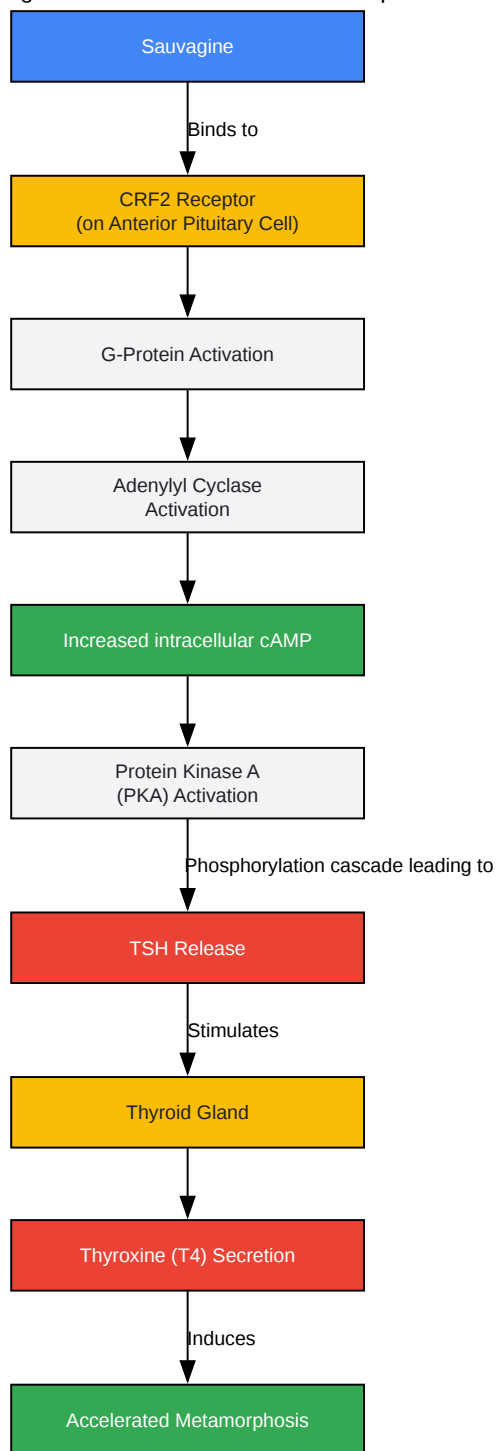 Sauvagine
Binds to
CRF2 Receptor
(on Anterior Pituitary Cell)
G-Protein Activation
Adenylyl Cyclase
Activation
Increased intracellular cAMP
Protein Kinase A
(PKA) Activation
Phosphorylation cascade leading to
TSH Release
Stimulates
Thyroid Gland
Thyroxine (T4) Secretion
Induces
Accelerated Metamorphosis